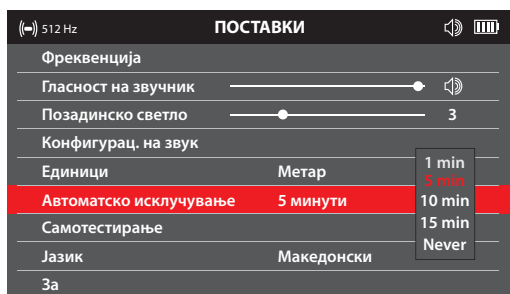 ((-)) 512 Hz ПОСТАВКИ
Фреквенција
Гласност на звучник
Позадинско светло 3
Конфигурац. на звук
Единици Метар
Автоматско исклучување 5 минути
Самотестирање
Јазик Македонски
За
1 min
5 min
10 min
15 min
Never